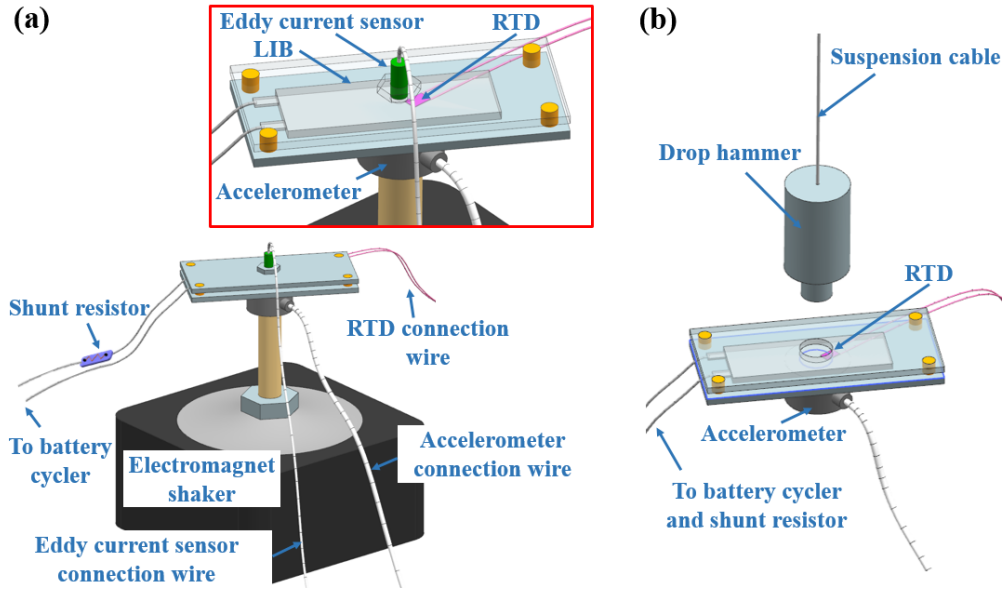 (a)
Eddy current sensor
RTD
LIB
Accelerometer
Shunt resistor
RTD connection
wire
To battery
cycler
Electromagnet
shaker
Accelerometer
connection wire
Eddy current sensor
connection wire
(b)
Suspension cable
Drop hammer
RTD
Accelerometer
To battery cycler
and shunt resistor